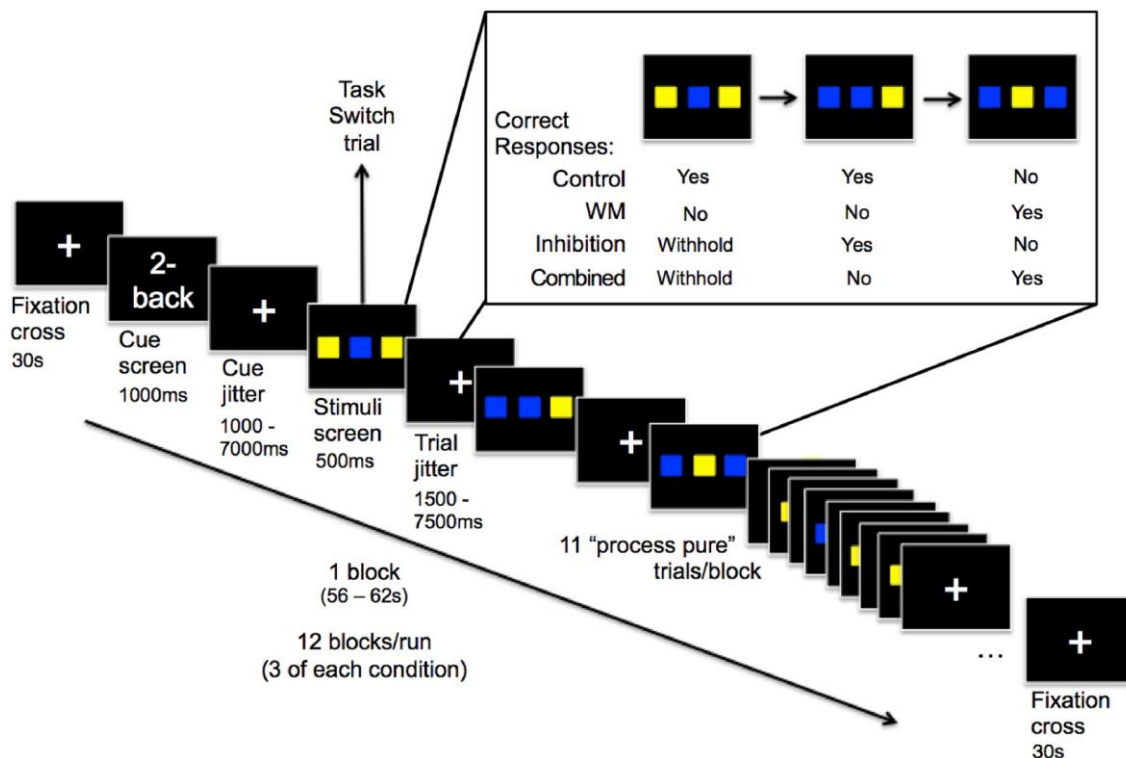 Task
Switch
trial
Correct
Responses:
Control Yes Yes No
WM No No Yes
Inhibition Withhold Yes No
Combined Withhold No Yes
Fixation
cross
30s
2-
back
Cue
screen
1000ms
Cue
jitter
1000 -
7000ms
Stimuli
screen
500ms
Trial
jitter
1500 -
7500ms
11 “process pure”
trials/block
1 block
(56 – 62s)
12 blocks/run
(3 of each condition)
...
Fixation
cross
30s